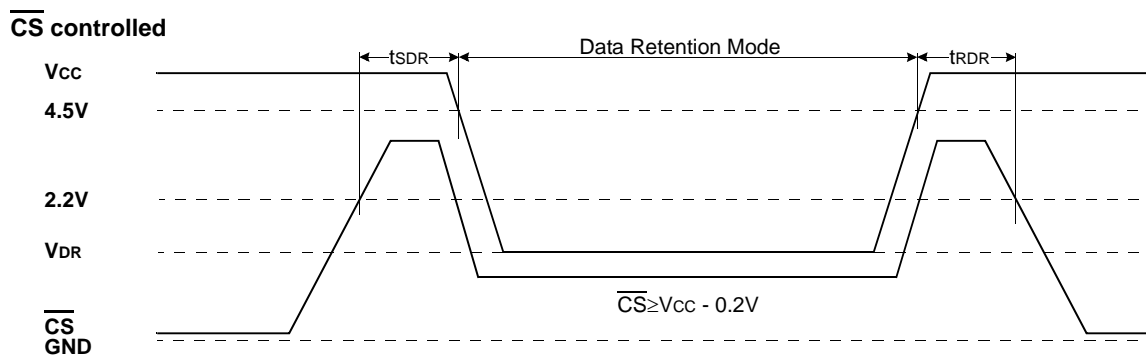 CS controlled
tSDR Data Retention Mode tRDR
VCC
4.5V
2.2V
VDR
CS≥VCC - 0.2V
CS
GND